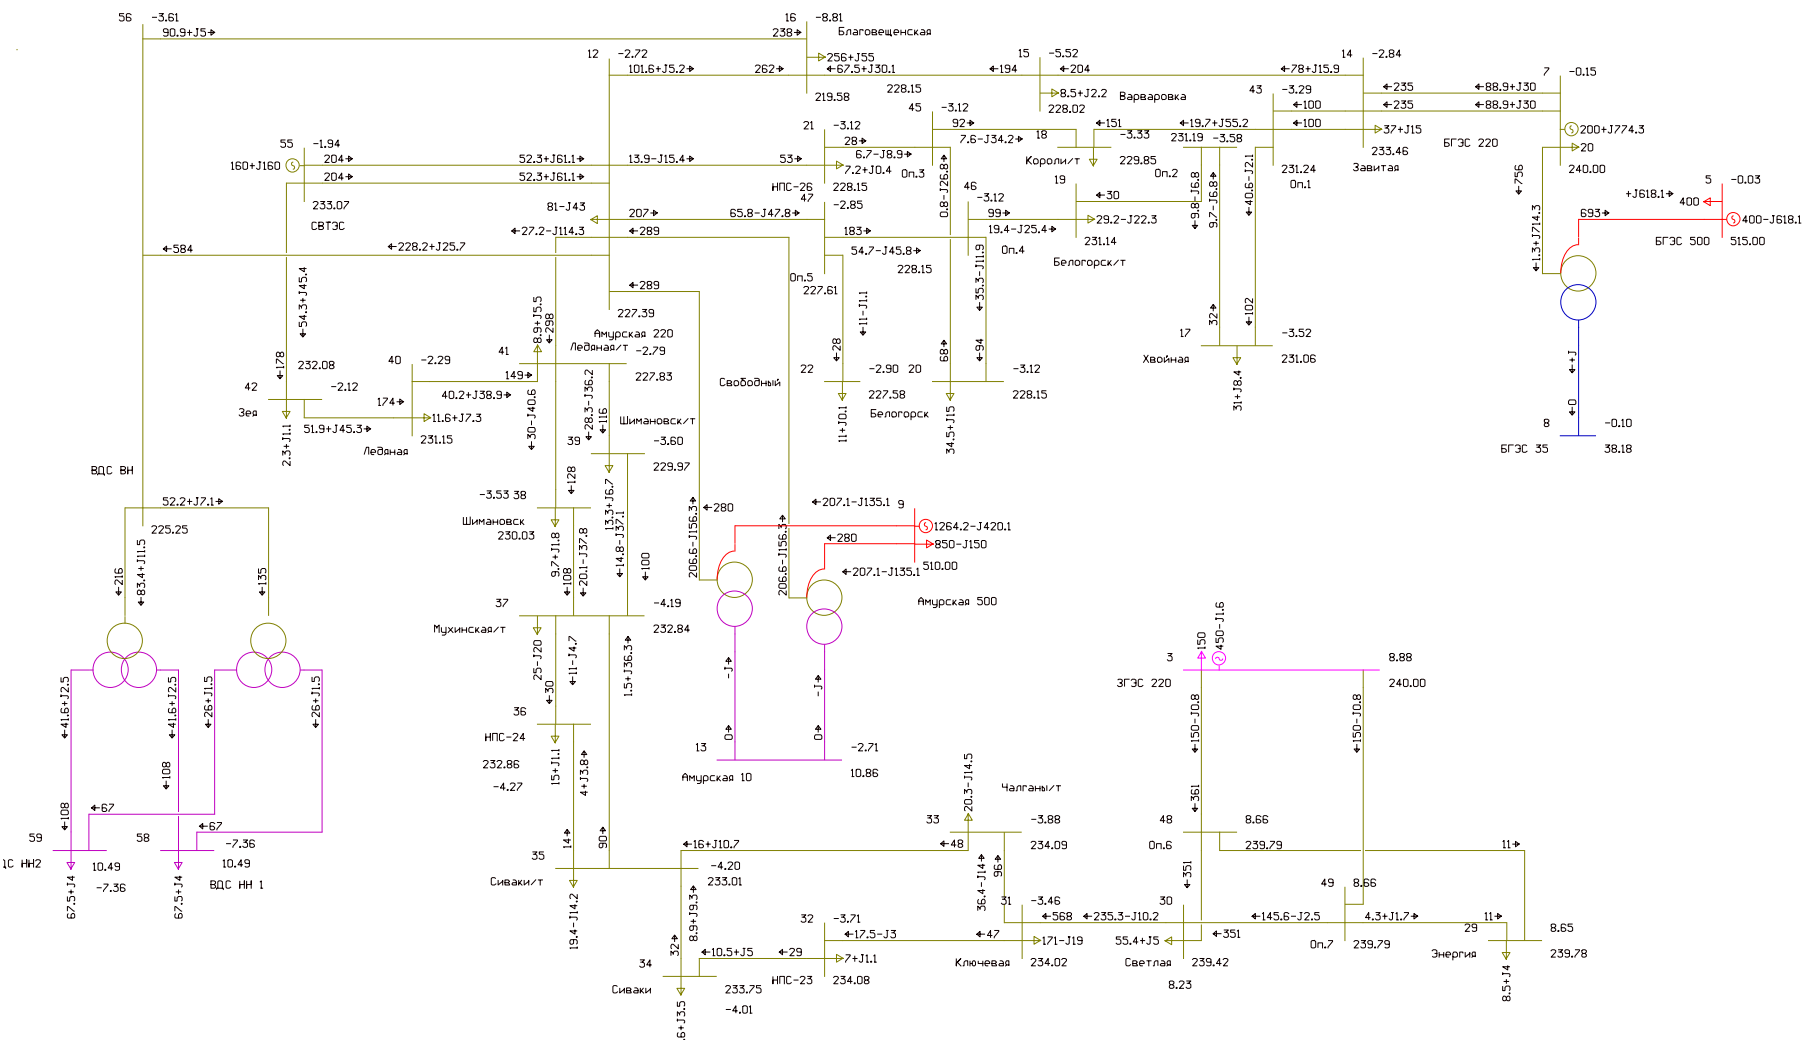 56 -3.61
90.9+J5→
238→
16 -8.81
Благовещенская
256+J55
12 -2.72
101.6+J5.2→
262→
←67.5+J30.1
←194
15 -5.52
←204
←78+J15.9
14 -2.84
219.58
228.15
8.5+J2.2
228.02
Варваровка
43 -3.29
←235
←88.9+J30
7 -0.15
←100
←235
←88.9+J30
45 -3.12
92→
←151
←19.7+J55.2
←100
37+J15
233.46
Завитая
БГЭС 220
200+J774.3
20
240.00
55 -1.94
160+J160
204→
52.3+J61.1→
13.9-J15.4→
53→
204→
52.3+J61.1→
233.07
СВТЭС
21 -3.12
28→
6.7-J8.9→
7.2+J0.4
Оп.3
НПС-26
228.15
7.6-J34.2→
18
-3.33
Короли/т
229.85
231.19
-3.58
Оп.2
231.24
Оп.1
←756
←1.3+J714.3
5 -0.03
+J618.1→
400
693→
400-J618.1
БГЭС 500
515.00
81-J43
207→
65.8-J47.8→
47
-2.85
0.8-J26.8→
46
-3.12
99→
19.4-J25.4→
19
←30
29.2-J22.3
231.14
Белогорск/т
←9.8-J6.8
9.7-J6.8→
←40.6-J2.1
←584
←228.2+J25.7
←27.2-J114.3
←289
183→
54.7-J45.8→
228.15
Оп.4
Оп.5
227.61
←289
227.39
Амурская 220
←54.3+J45.4
←11-J1.1
←28
←35.3-J11.9
68→
←94
32→
←102
17
-3.52
Хвойная
231.06
31+J8.4
←+J
←0
8 -0.10
БГЭС 35
38.18
←178
232.08
42
-2.12
Зея
2.3+J1.1
51.9+J45.3→
40
-2.29
149→
40.2+J38.9→
174→
11.6+J7.3
231.15
Ледяная
8.9+J5.5
←298
Ледяная/т
41
-2.79
227.83
←30-J40.6
←28.3-J36.2
←116
Шимановск/т
39
-3.60
229.97
Свободный
22 -2.90
227.58
11+J0.1
20
-3.12
Белогорск
228.15
34.5+J15
ВДС ВН
52.2+J7.1→
225.25
←216
←83.4+J11.5
←135
←128
-3.53 38
Шимановск
230.03
9.7+J1.8
13.3+J6.7
←108
←20.1-J37.8
←14.8-J37.1
←100
206.6-J156.3→
←280
206.6-J156.3→
←207.1-J135.1
9
1264.2-J420.1
←280
850-J150
510.00
←207.1-J135.1
Амурская 500
37
-4.19
Мухинская/т
232.84
25-J20
←11-J4.7
←30
1.5+J36.3→
-J→
-J→
0→
0→
13
-2.71
Амурская 10
10.86
36
НПС-24
232.86
-4.27
15+J1.1
4+J3.8→
14→
90→
←41.6+J2.5
←41.6+J2.5
←26+J1.5
←26+J1.5
←108
←108
←67
←67
59
58
-7.36
10.49
10.49
-7.36
ВДС НН 1
67.5+J4
67.5+J4
35
-4.20
Сиваки/т
233.01
19.4-J14.2
3
150
450-J1.6
8.88
ЗГЭС 220
240.00
←150-J0.8
←150-J0.8
←361
20.3-J14.5
Чалганы/т
33
-3.88
234.09
←16+J10.7
←48
36.4-J14→
96→
48
8.66
Оп.6
239.79
11→
←351
8.9+J9.3→
32→
32 -3.71
←17.5-J3
←47
31 -3.46
←568
←235.3-J10.2
30
49 8.66
←145.6-J2.5
4.3+J1.7→
11→
29
8.65
←10.5+J5
←29
7+J1.1
171-J19
55.4+J5
←351
34
Сиваки
233.75
-4.01
НПС-23
234.08
Ключевая
234.02
Светлая
239.42
8.23
Оп.7
239.79
Энергия
239.78
8.5+J4
.6+J3.5